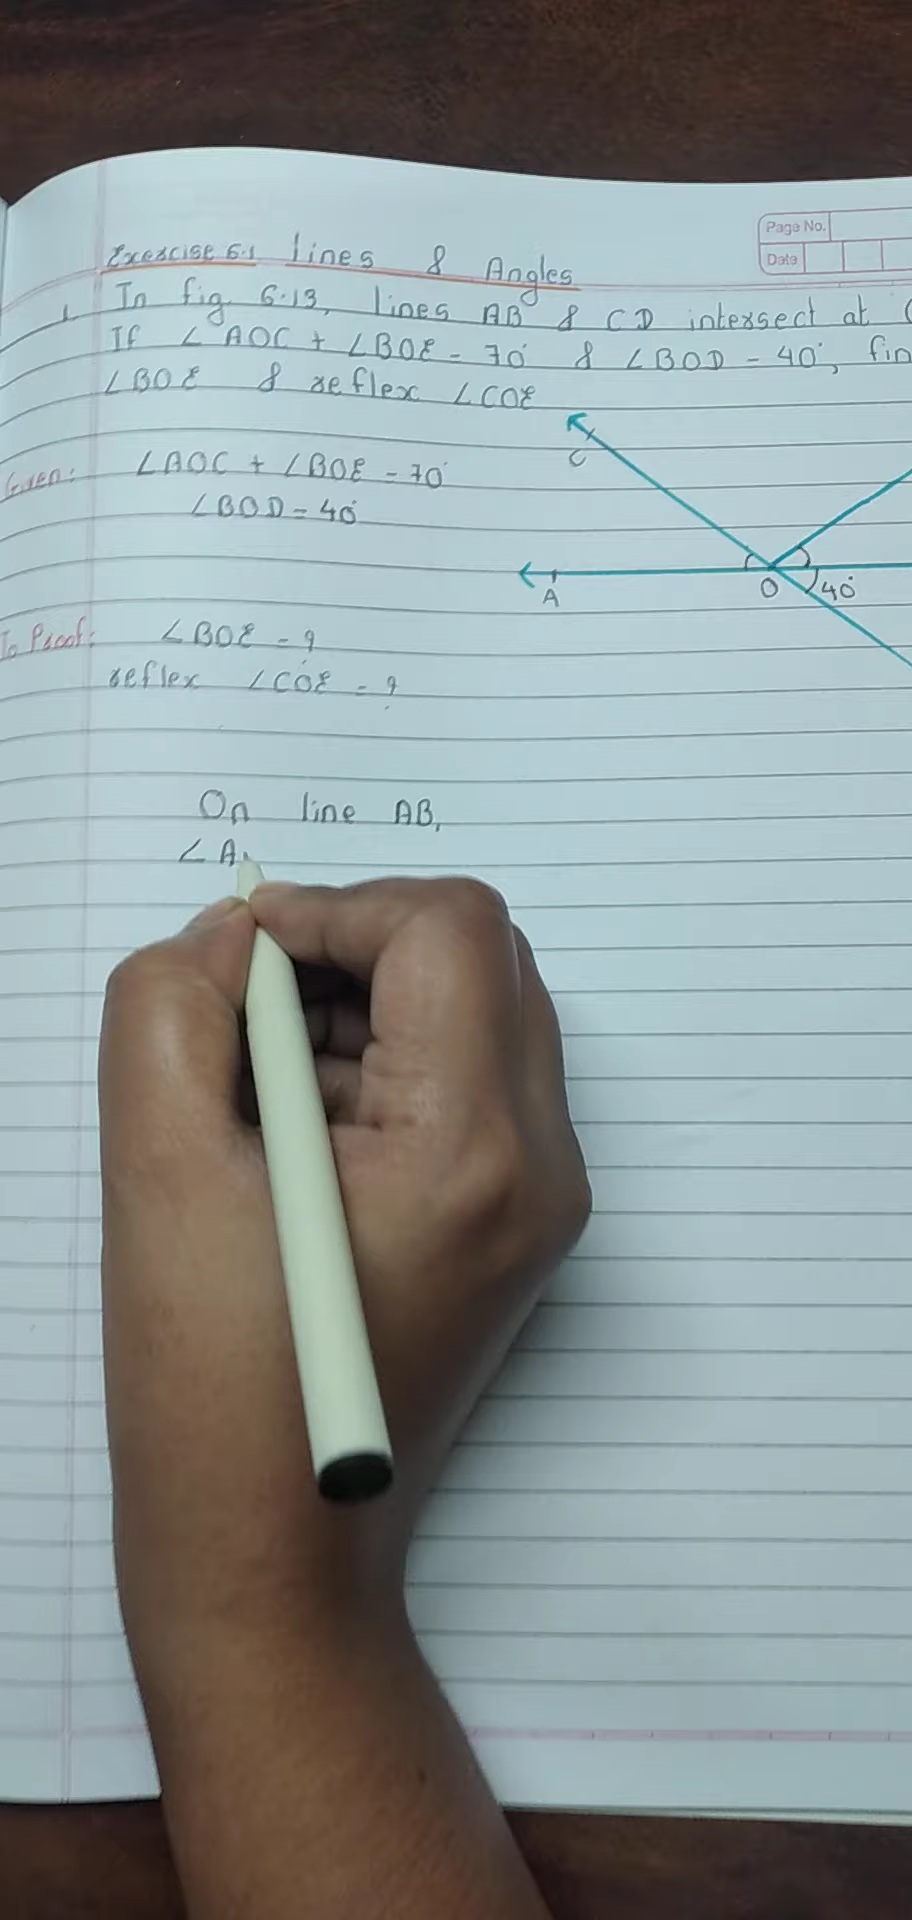 Page No.
Date
Exercise 6.1 lines & Angles
1. In fig. 6.13, lines AB & CD intersect at
If ∠AOC + ∠BOE = 70° & ∠BOD = 40°, fin
∠BOE & reflex ∠COE
Given: ∠AOC + ∠BOE = 70°
∠BOD = 40°
C
A
O
40°
To Proof: ∠BOE = ?
reflex ∠COE = ?
On line AB,
∠A